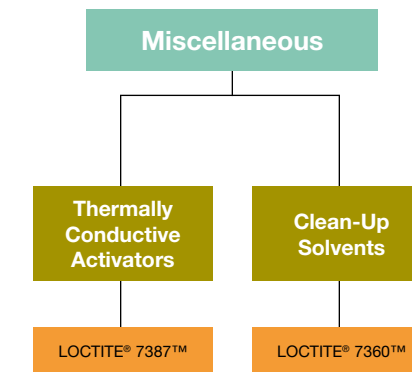 Miscellaneous
Thermally
Conductive
Activators
Clean-Up
Solvents
LOCTITE® 7387™
LOCTITE® 7360™